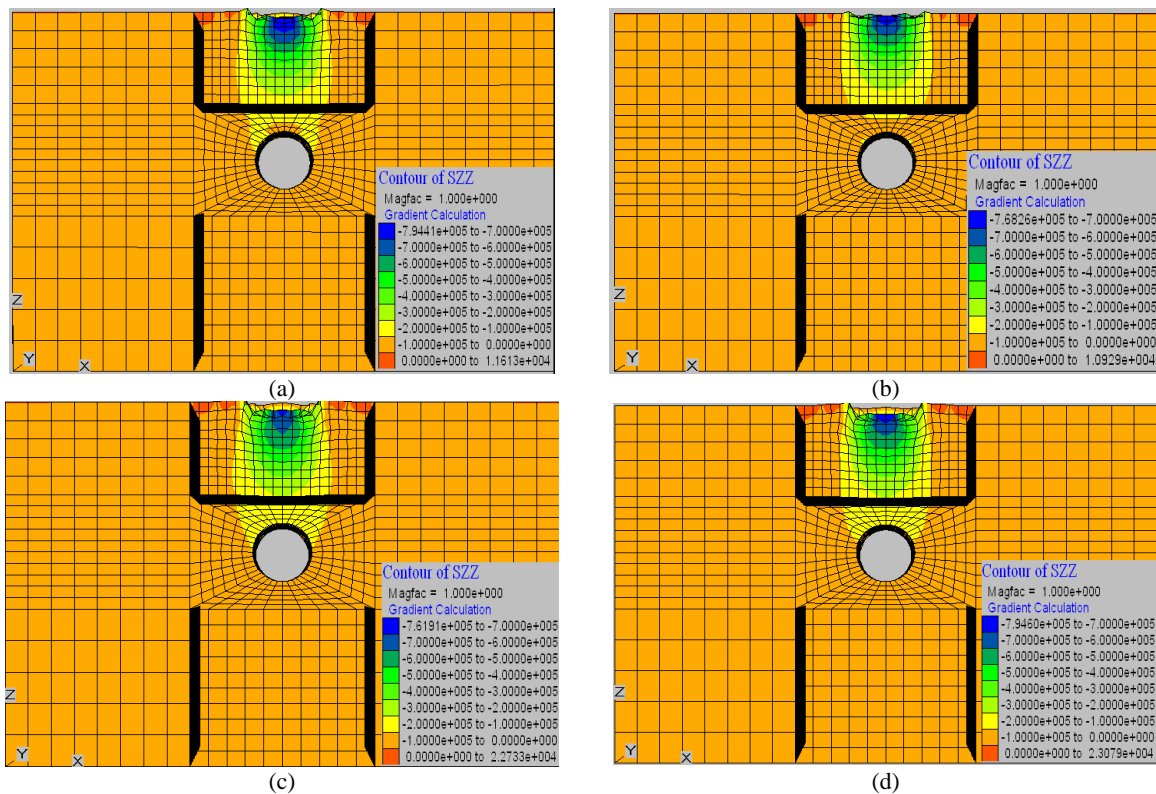 Contour of SZZ
Magfac = 1.000e+000
Gradient Calculation
-7.9441e+005 to -7.0000e+005
-7.0000e+005 to -6.0000e+005
-6.0000e+005 to -5.0000e+005
-5.0000e+005 to -4.0000e+005
-4.0000e+005 to -3.0000e+005
-3.0000e+005 to -2.0000e+005
-2.0000e+005 to -1.0000e+005
-1.0000e+005 to 0.0000e+000
0.0000e+000 to 1.1613e+004
Z
Y
X
(a)
Contour of SZZ
Magfac = 1.000e+000
Gradient Calculation
-7.6826e+005 to -7.0000e+005
-7.0000e+005 to -6.0000e+005
-6.0000e+005 to -5.0000e+005
-5.0000e+005 to -4.0000e+005
-4.0000e+005 to -3.0000e+005
-3.0000e+005 to -2.0000e+005
-2.0000e+005 to -1.0000e+005
-1.0000e+005 to 0.0000e+000
0.0000e+000 to 1.0929e+004
Z
Y
X
(b)
Contour of SZZ
Magfac = 1.000e+000
Gradient Calculation
-7.6191e+005 to -7.0000e+005
-7.0000e+005 to -6.0000e+005
-6.0000e+005 to -5.0000e+005
-5.0000e+005 to -4.0000e+005
-4.0000e+005 to -3.0000e+005
-3.0000e+005 to -2.0000e+005
-2.0000e+005 to -1.0000e+005
-1.0000e+005 to 0.0000e+000
0.0000e+000 to 2.2733e+004
Z
Y
X
(c)
Contour of SZZ
Magfac = 1.000e+000
Gradient Calculation
-7.9460e+005 to -7.0000e+005
-7.0000e+005 to -6.0000e+005
-6.0000e+005 to -5.0000e+005
-5.0000e+005 to -4.0000e+005
-4.0000e+005 to -3.0000e+005
-3.0000e+005 to -2.0000e+005
-2.0000e+005 to -1.0000e+005
-1.0000e+005 to 0.0000e+000
0.0000e+000 to 2.3079e+004
Z
Y
X
(d)